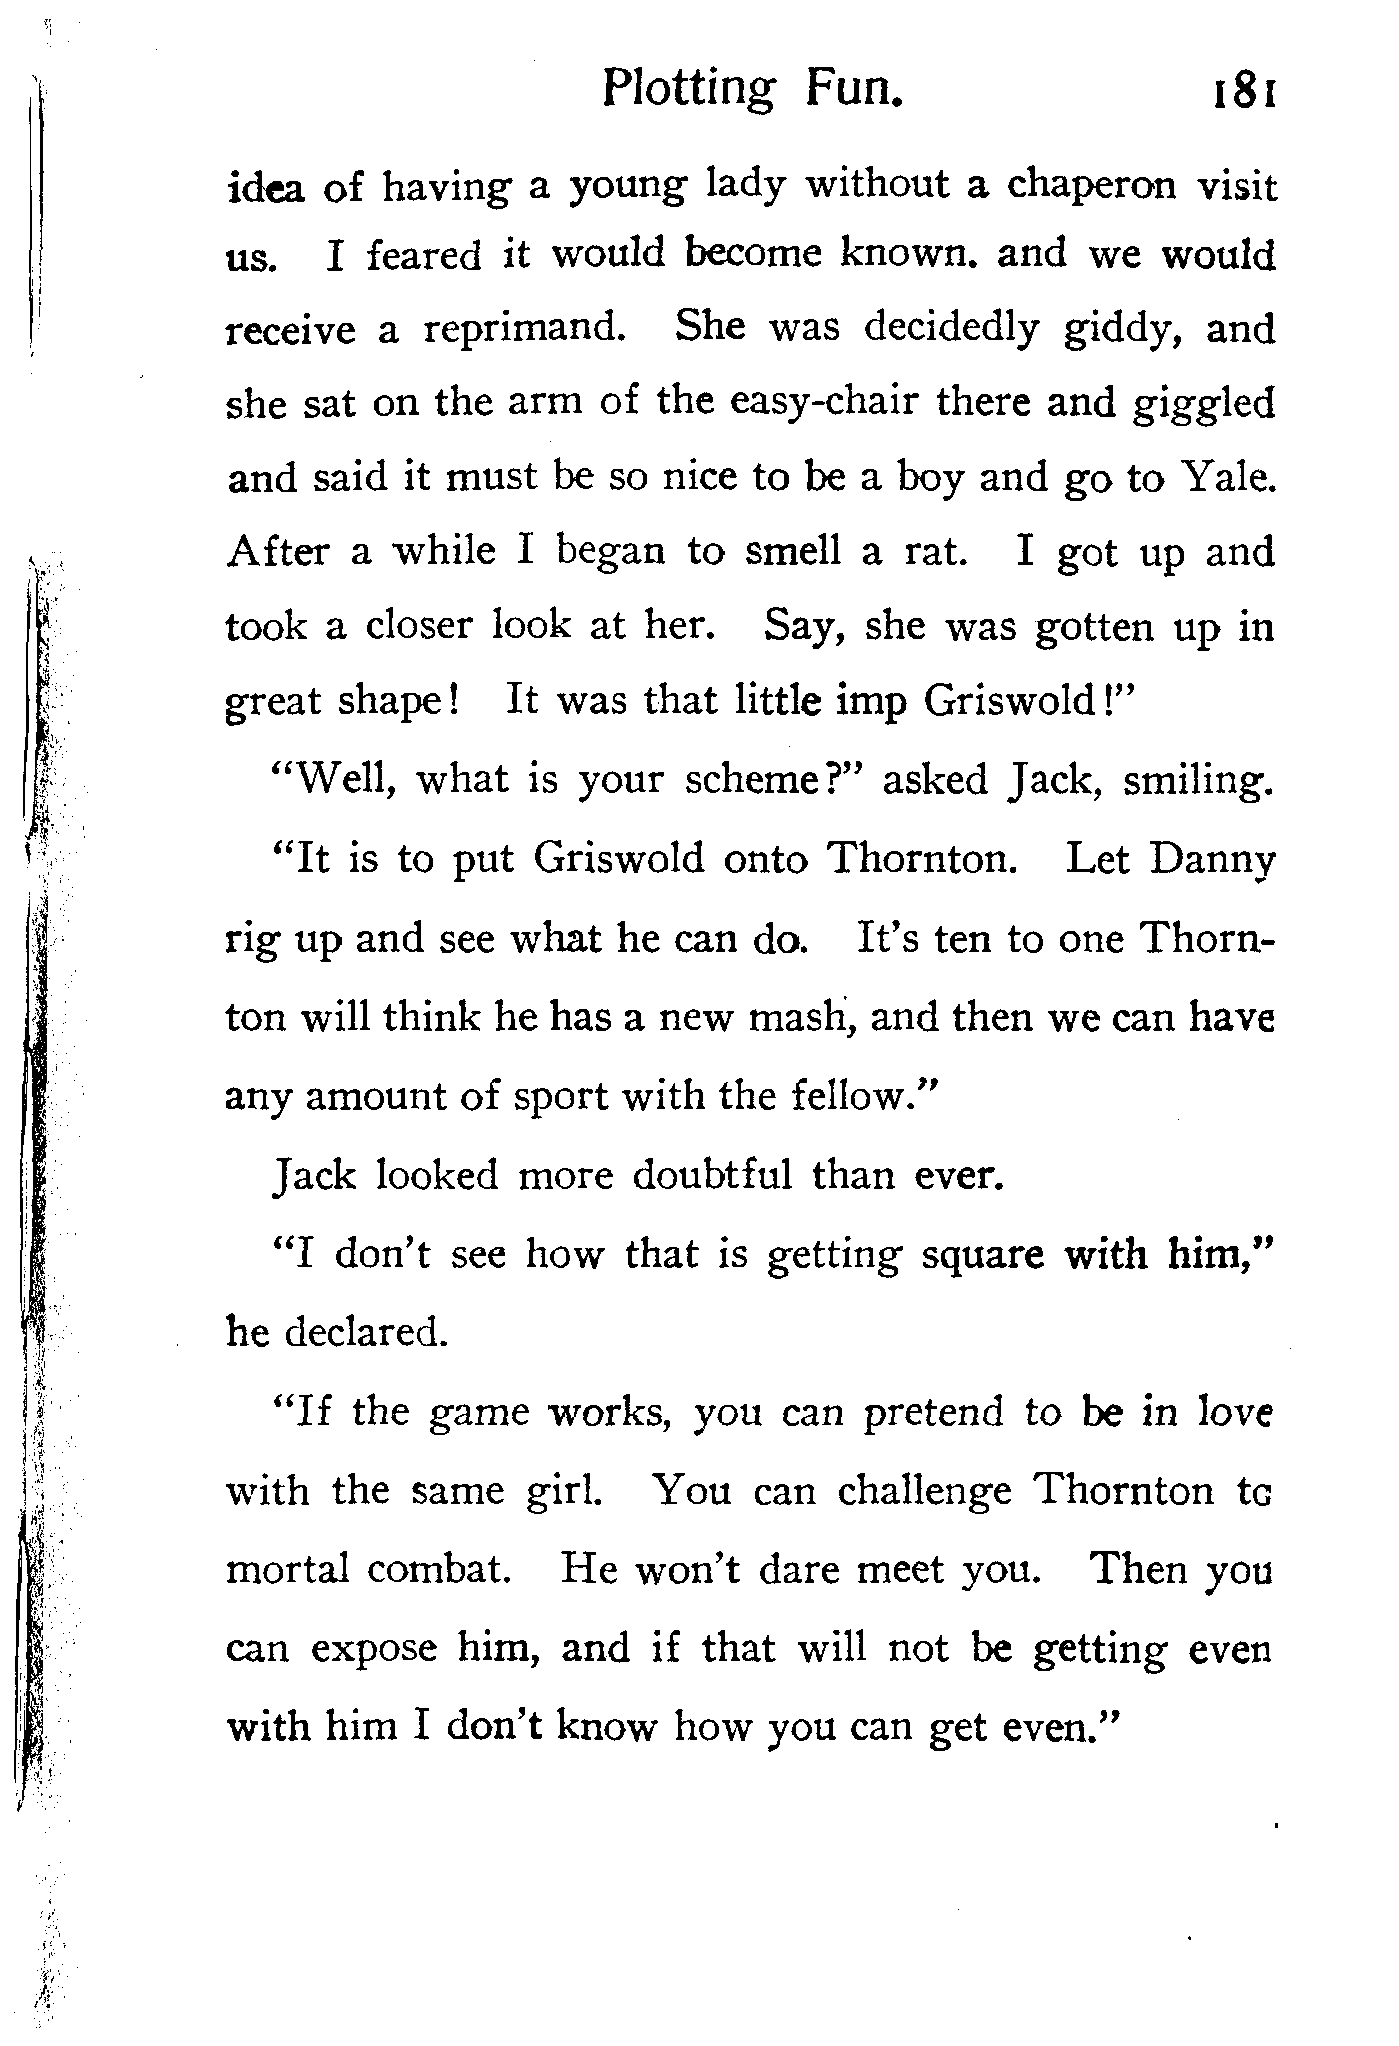 Plotting Fun. 181
idea of having a young lady without a chaperon visit
us. I feared it would become known. and we would
receive a reprimand. She was decidedly giddy, and
she sat on the arm of the easy-chair there and giggled
and said it must be so nice to be a boy and go to Yale.
After a while I began to smell a rat. I got up and
took a closer look at her. Say, she was gotten up in
great shape! It was that little imp Griswold!”
“Well, what is your scheme?” asked Jack, smiling.
“It is to put Griswold onto Thornton. Let Danny
rig up and see what he can do. It’s ten to one Thorn-
ton will think he has a new mash, and then we can have
any amount of sport with the fellow.”
Jack looked more doubtful than ever.
“I don’t see how that is getting square with him,”
he declared.
“If the game works, you can pretend to be in love
with the same girl. You can challenge Thornton to
mortal combat. He won’t dare meet you. Then you
can expose him, and if that will not be getting even
with him I don’t know how you can get even.”